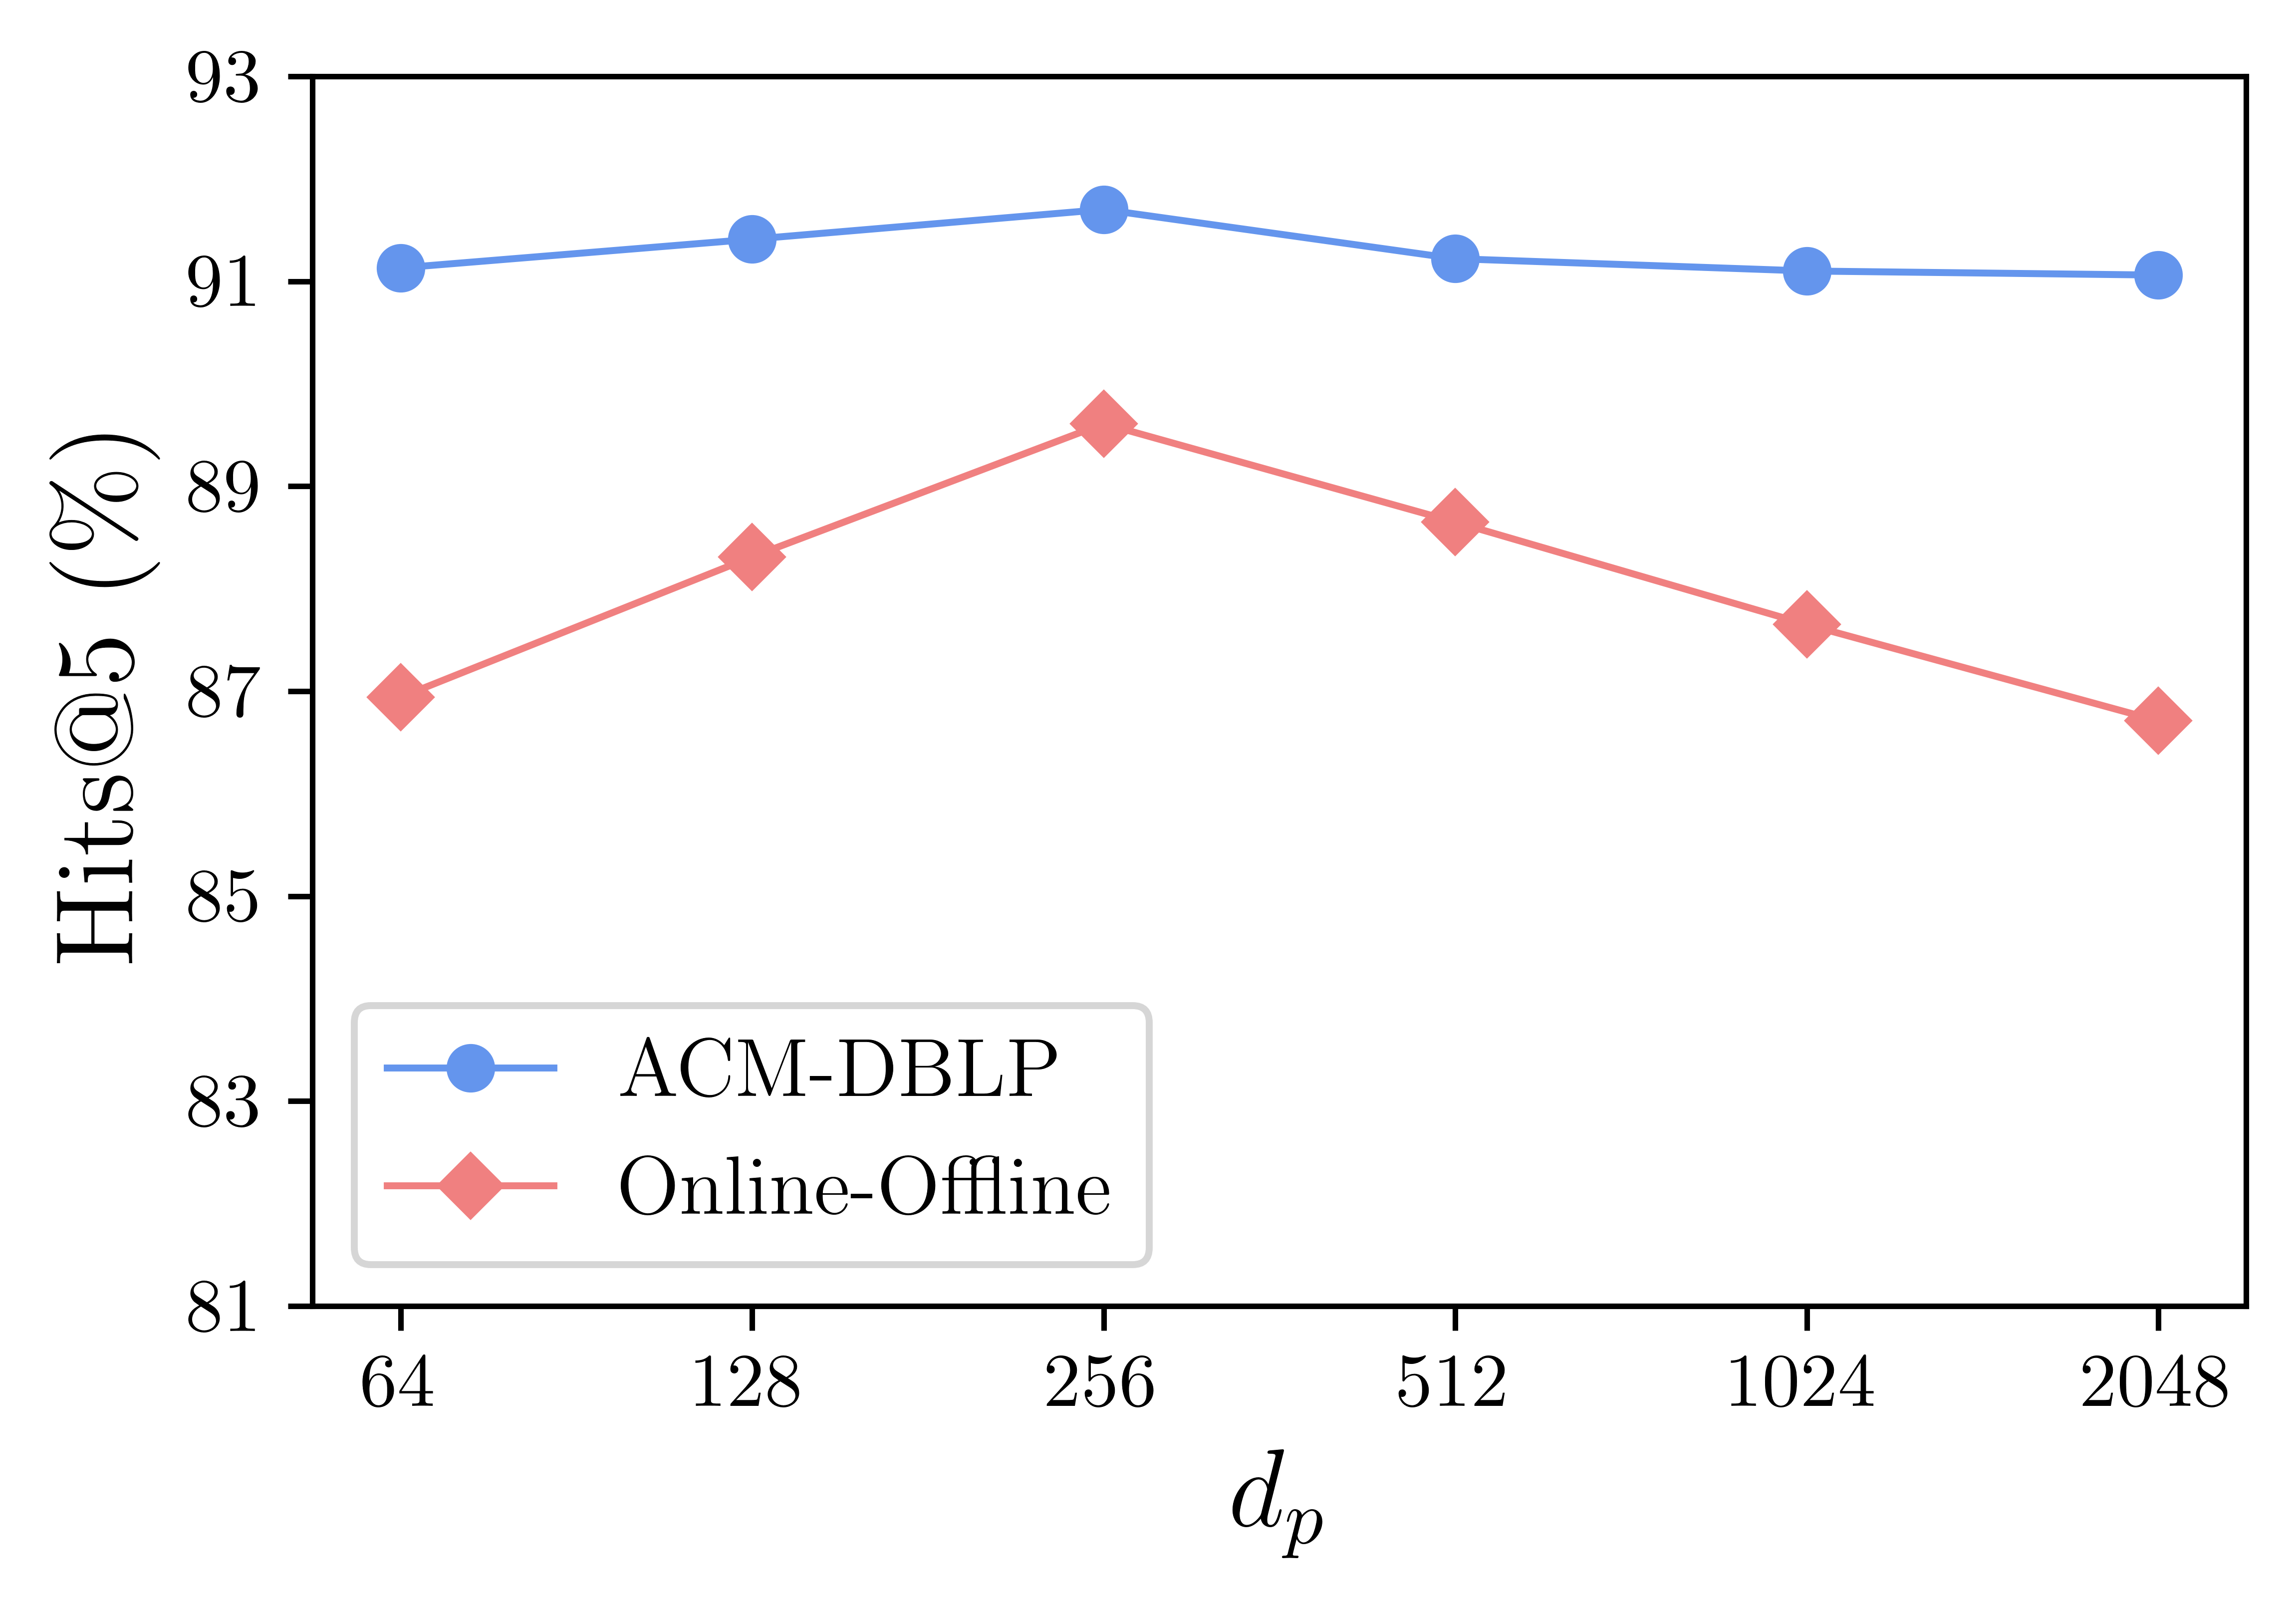 93
91
89
87
85
83
81
Hits@5 (%)
ACM-DBLP
Online-Offline
64 128 256 512 1024 2048
d_p